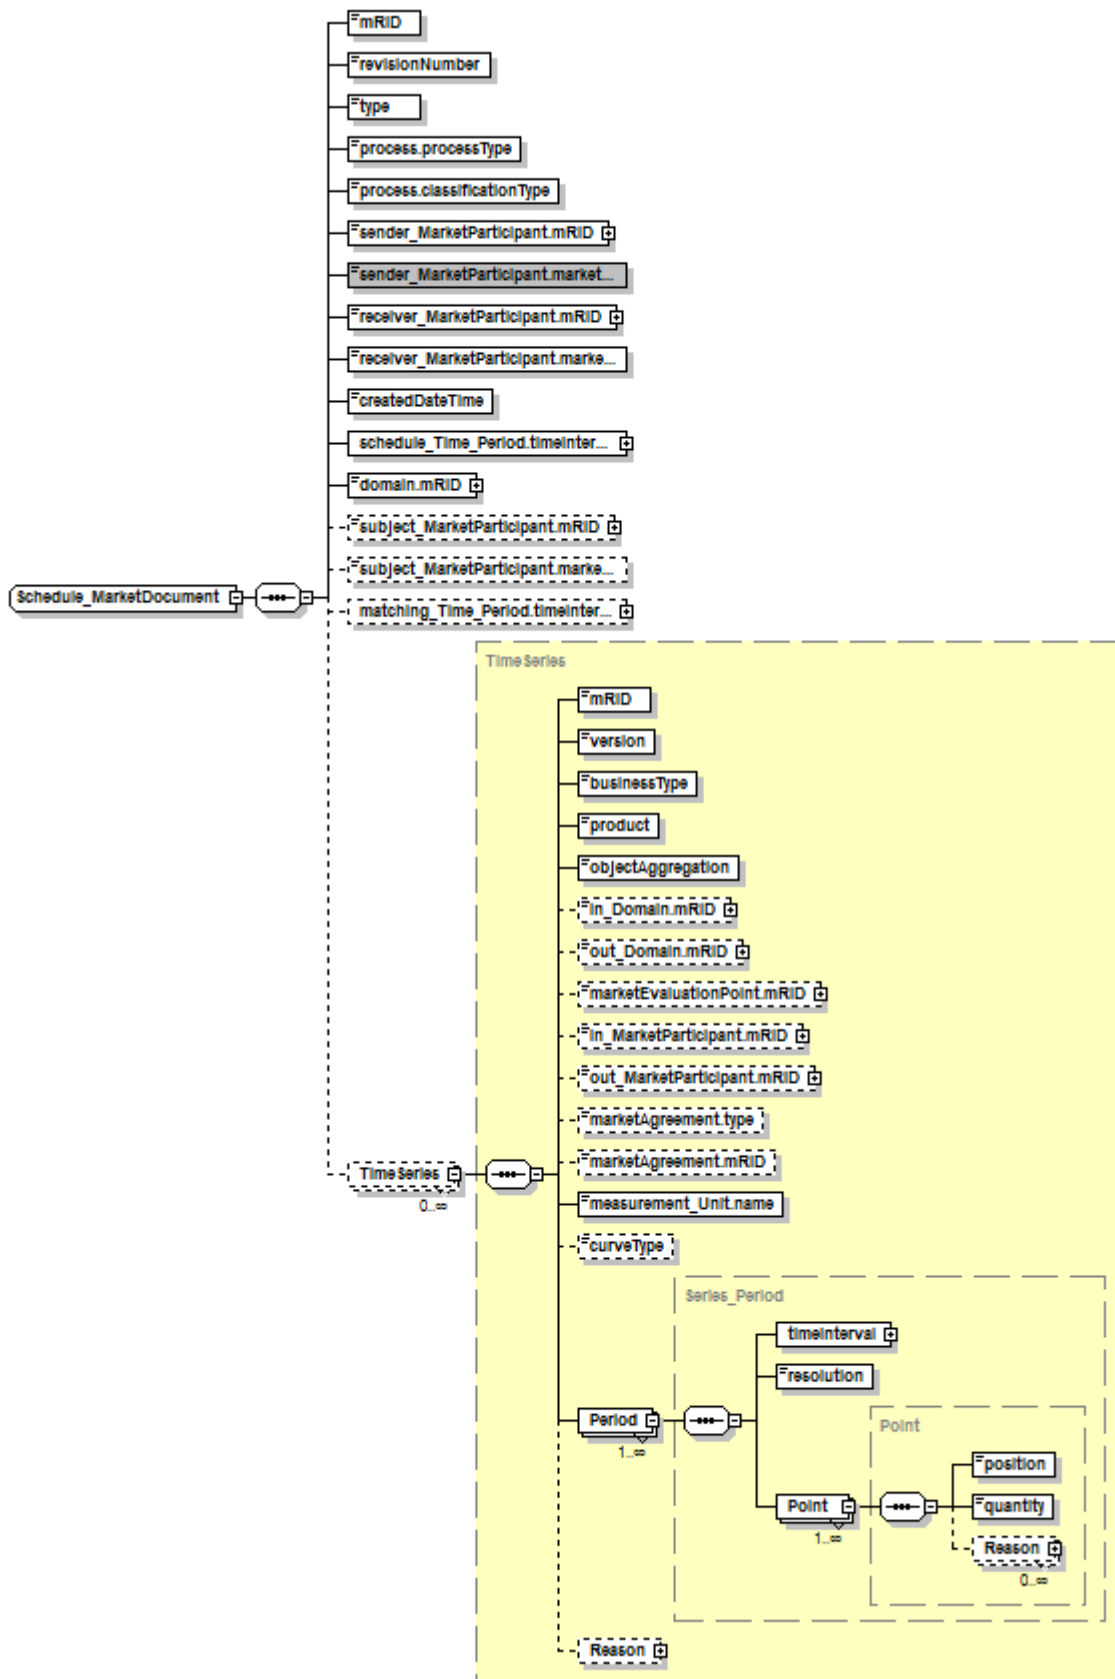 mRID
revisionNumber
type
process.processType
process.classificationType
sender_MarketParticipant.mRID
sender_MarketParticipant.market...
receiver_MarketParticipant.mRID
receiver_MarketParticipant.marke...
createdDateTime
schedule_Time_Period.timeInter...
domain.mRID
subject_MarketParticipant.mRID
subject_MarketParticipant.marke...
Schedule_MarketDocument
matching_Time_Period.timeInter...
TimeSeries
mRID
version
businessType
product
objectAggregation
in_Domain.mRID
out_Domain.mRID
marketEvaluationPoint.mRID
in_MarketParticipant.mRID
out_MarketParticipant.mRID
marketAgreement.type
marketAgreement.mRID
TimeSeries
0..∞
measurement_Unit.name
curveType
Series_Period
timeInterval
resolution
Period
1..∞
Point
position
quantity
Point
1..∞
Reason
0..∞
Reason